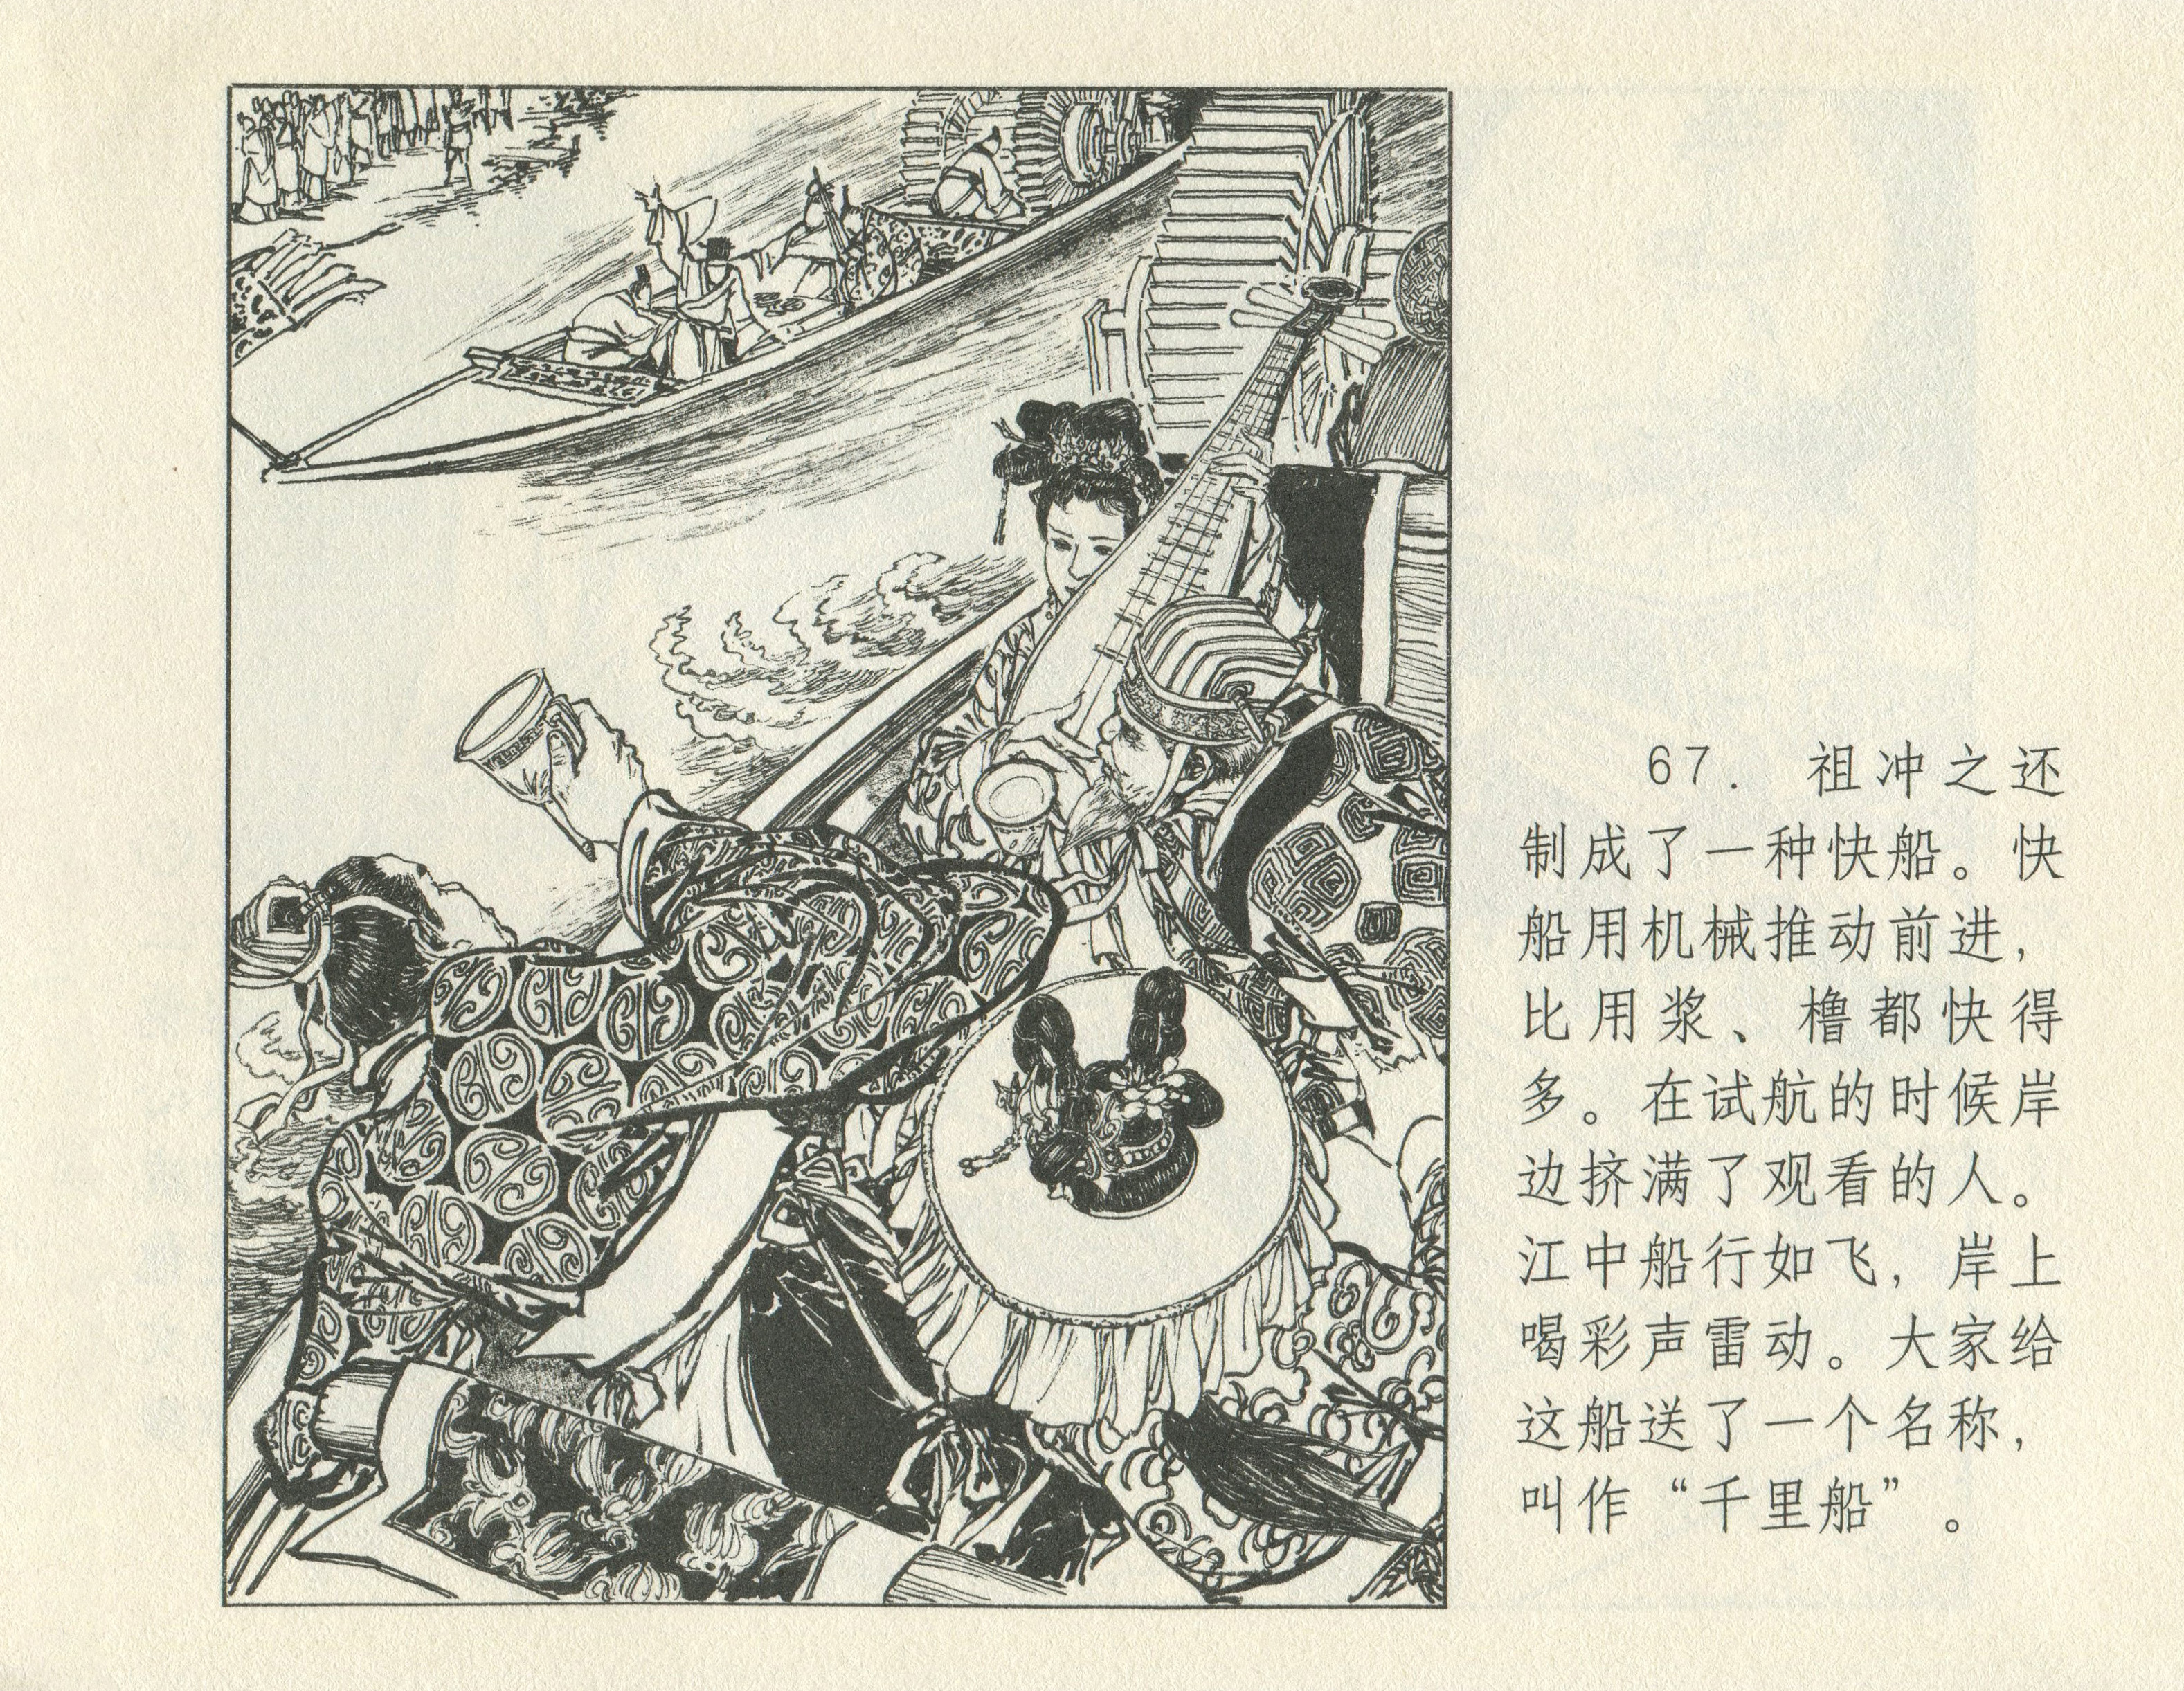 67. 祖冲之还
制成了一种快船。快
船用机械推动前进，
比用浆、橹都快得
多。在试航的时候岸
边挤满了观看的人。
江中船行如飞，岸上
喝彩声雷动。大家给
这船送了一个名称，
叫作“千里船”。